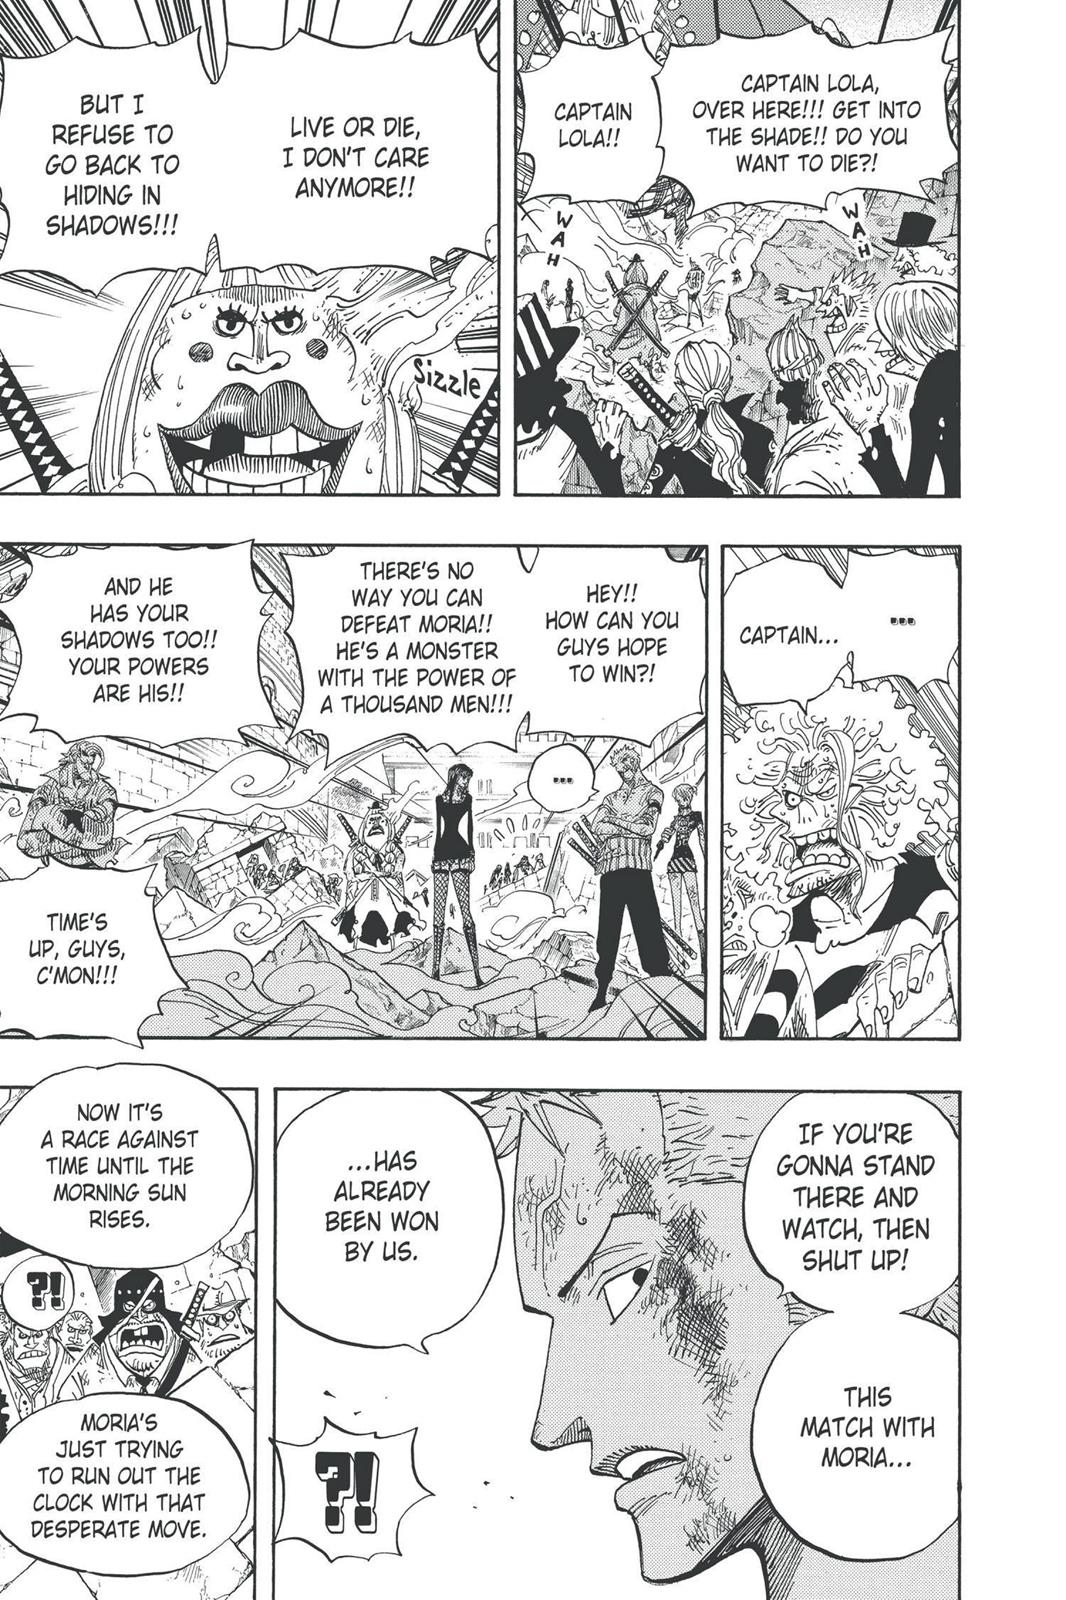 CAPTAIN LOLA,
OVER HERE!!! GET INTO
THE SHADE!! DO YOU
WANT TO DIE?!
CAPTAIN
LOLA!!
WAH
WAH
LIVE OR DIE,
I DON'T CARE
ANYMORE!!
BUT I
REFUSE TO
GO BACK TO
HIDING IN
SHADOWS!!!
Sizzle
...
CAPTAIN...
HEY!!
HOW CAN YOU
GUYS HOPE
TO WIN?!
THERE'S NO
WAY YOU CAN
DEFEAT MORIA!!
HE'S A MONSTER
WITH THE POWER OF
A THOUSAND MEN!!!
...
AND HE
HAS YOUR
SHADOWS TOO!!
YOUR POWERS
ARE HIS!!
TIME'S
UP, GUYS,
C'MON!!!
IF YOU'RE
GONNA STAND
THERE AND
WATCH, THEN
SHUT UP!
THIS
MATCH WITH
MORIA...
...HAS
ALREADY
BEEN WON
BY US.
?!
NOW IT'S
A RACE AGAINST
TIME UNTIL THE
MORNING SUN
RISES.
?!
MORIA'S
JUST TRYING
TO RUN OUT THE
CLOCK WITH THAT
DESPERATE MOVE.